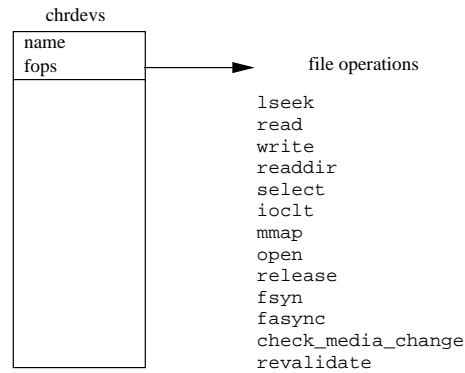 chrdevs
name
fops
file operations
lseek
read
write
readdir
select
ioclt
mmap
open
release
fsyn
fasync
check_media_change
revalidate